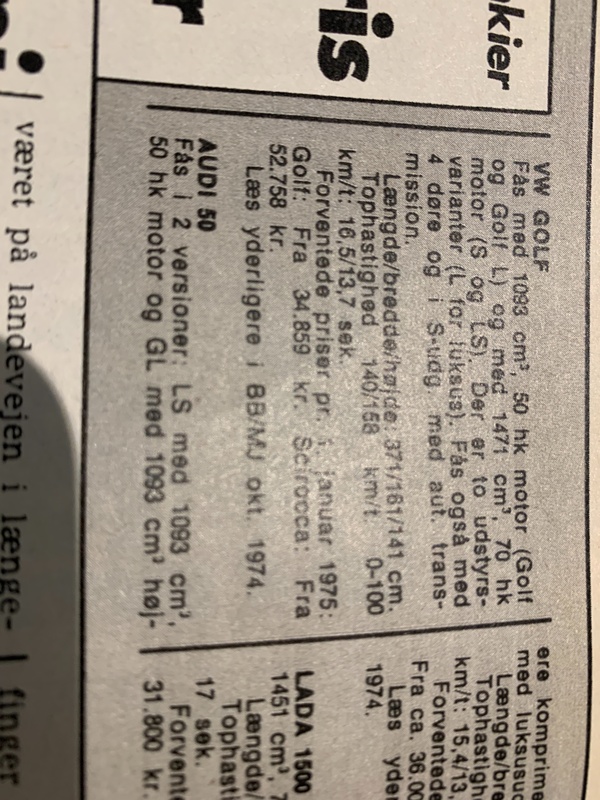 kier
ris
r
VW GOLF
Fås med 1093 cm³, 50 hk motor (Golf
og Golf L) og med 1471 cm³, 70 hk
motor (S og LS). Der er to udstyrs-
varianter (L for luksus). Fås også med
4 døre og i S-udg. med aut. trans-
mission.
Længde/bredde/højde: 371/161/141 cm.
Tophastighed 140/158 km/t. 0-100
km/t: 16,5/13,7 sek.
Forventede priser pr. 1. januar 1975:
Golf: Fra 34.859 kr. Scirocca: Fra
52.758 kr.
Læs yderligere i BB/MJ okt. 1974.
AUDI 50
Fås i 2 versioner: LS med 1093 cm³,
50 hk motor og GL med 1093 cm³ høj-
ere komprime
med luksusud
Længde/bre
Tophastigh
km/t: 15,4/13,
Forventede
Fra ca. 36.00
Læs yder
1974.
LADA 1500
1451 cm³, 7
Længde/
Tophasti
17 sek.
Forvent
31.800 kr.
været på landevejen i længe-
finger